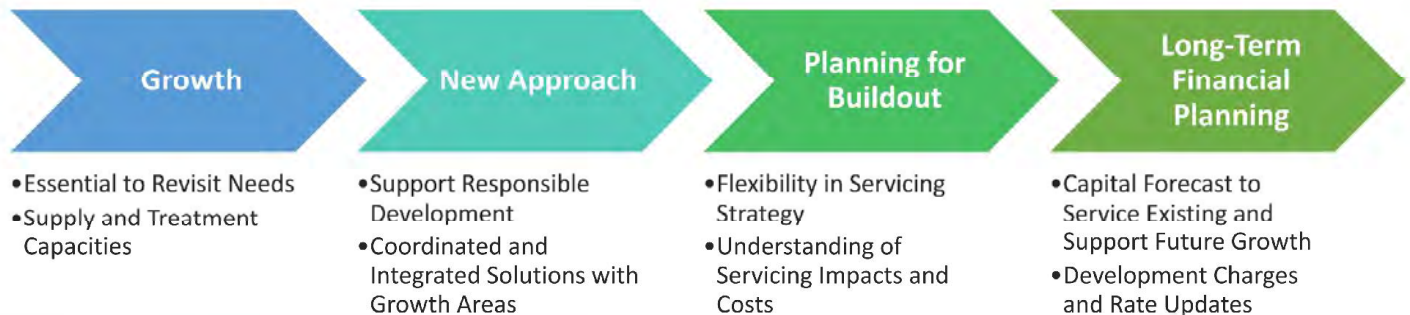 Growth
•Essential to Revisit Needs
•Supply and Treatment
Capacities
New Approach
•Support Responsible
Development
•Coordinated and
Integrated Solutions with
Growth Areas
Planning for
Buildout
•Flexibility in Servicing
Strategy
•Understanding of
Servicing Impacts and
Costs
Long-Term
Financial
Planning
•Capital Forecast to
Service Existing and
Support Future Growth
•Development Charges
and Rate Updates